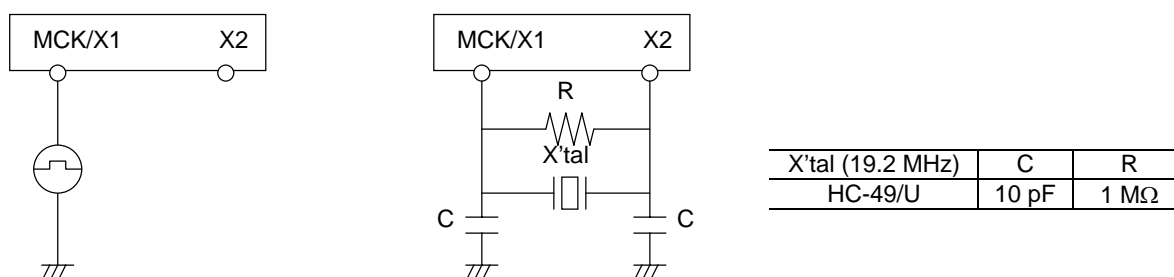 MCK/X1 X2
MCK/X1 X2
R
X'tal
C C
X'tal (19.2 MHz) C R
HC-49/U 10 pF 1 MΩ